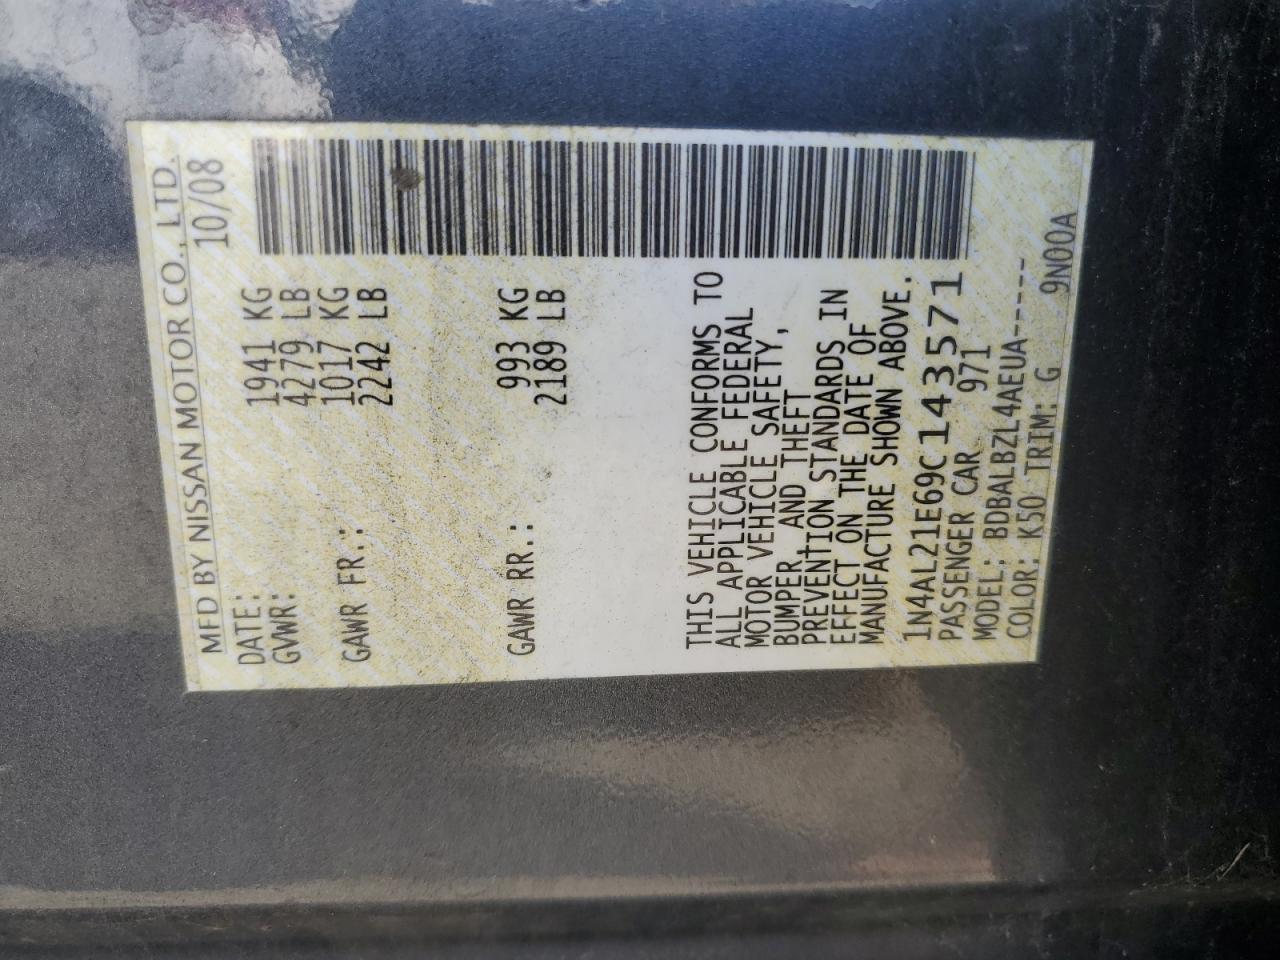 MFD BY NISSAN MOTOR CO., LTD.
DATE: 10/08
GVWR: 1941 KG
4279 LB
GAWR FR.: 1017 KG
2242 LB
GAWR RR.: 993 KG
2189 LB
THIS VEHICLE CONFORMS TO
ALL APPLICABLE FEDERAL
MOTOR VEHICLE SAFETY,
BUMPER AND THEFT
PREVENTION STANDARDS IN
EFFECT ON THE DATE OF
MANUFACTURE SHOWN ABOVE.
1N4AL21E69C143571
PASSENGER CAR 971
MODEL: BDBALBZL4AEUA-----
COLOR: K50 TRIM: G 9N00A